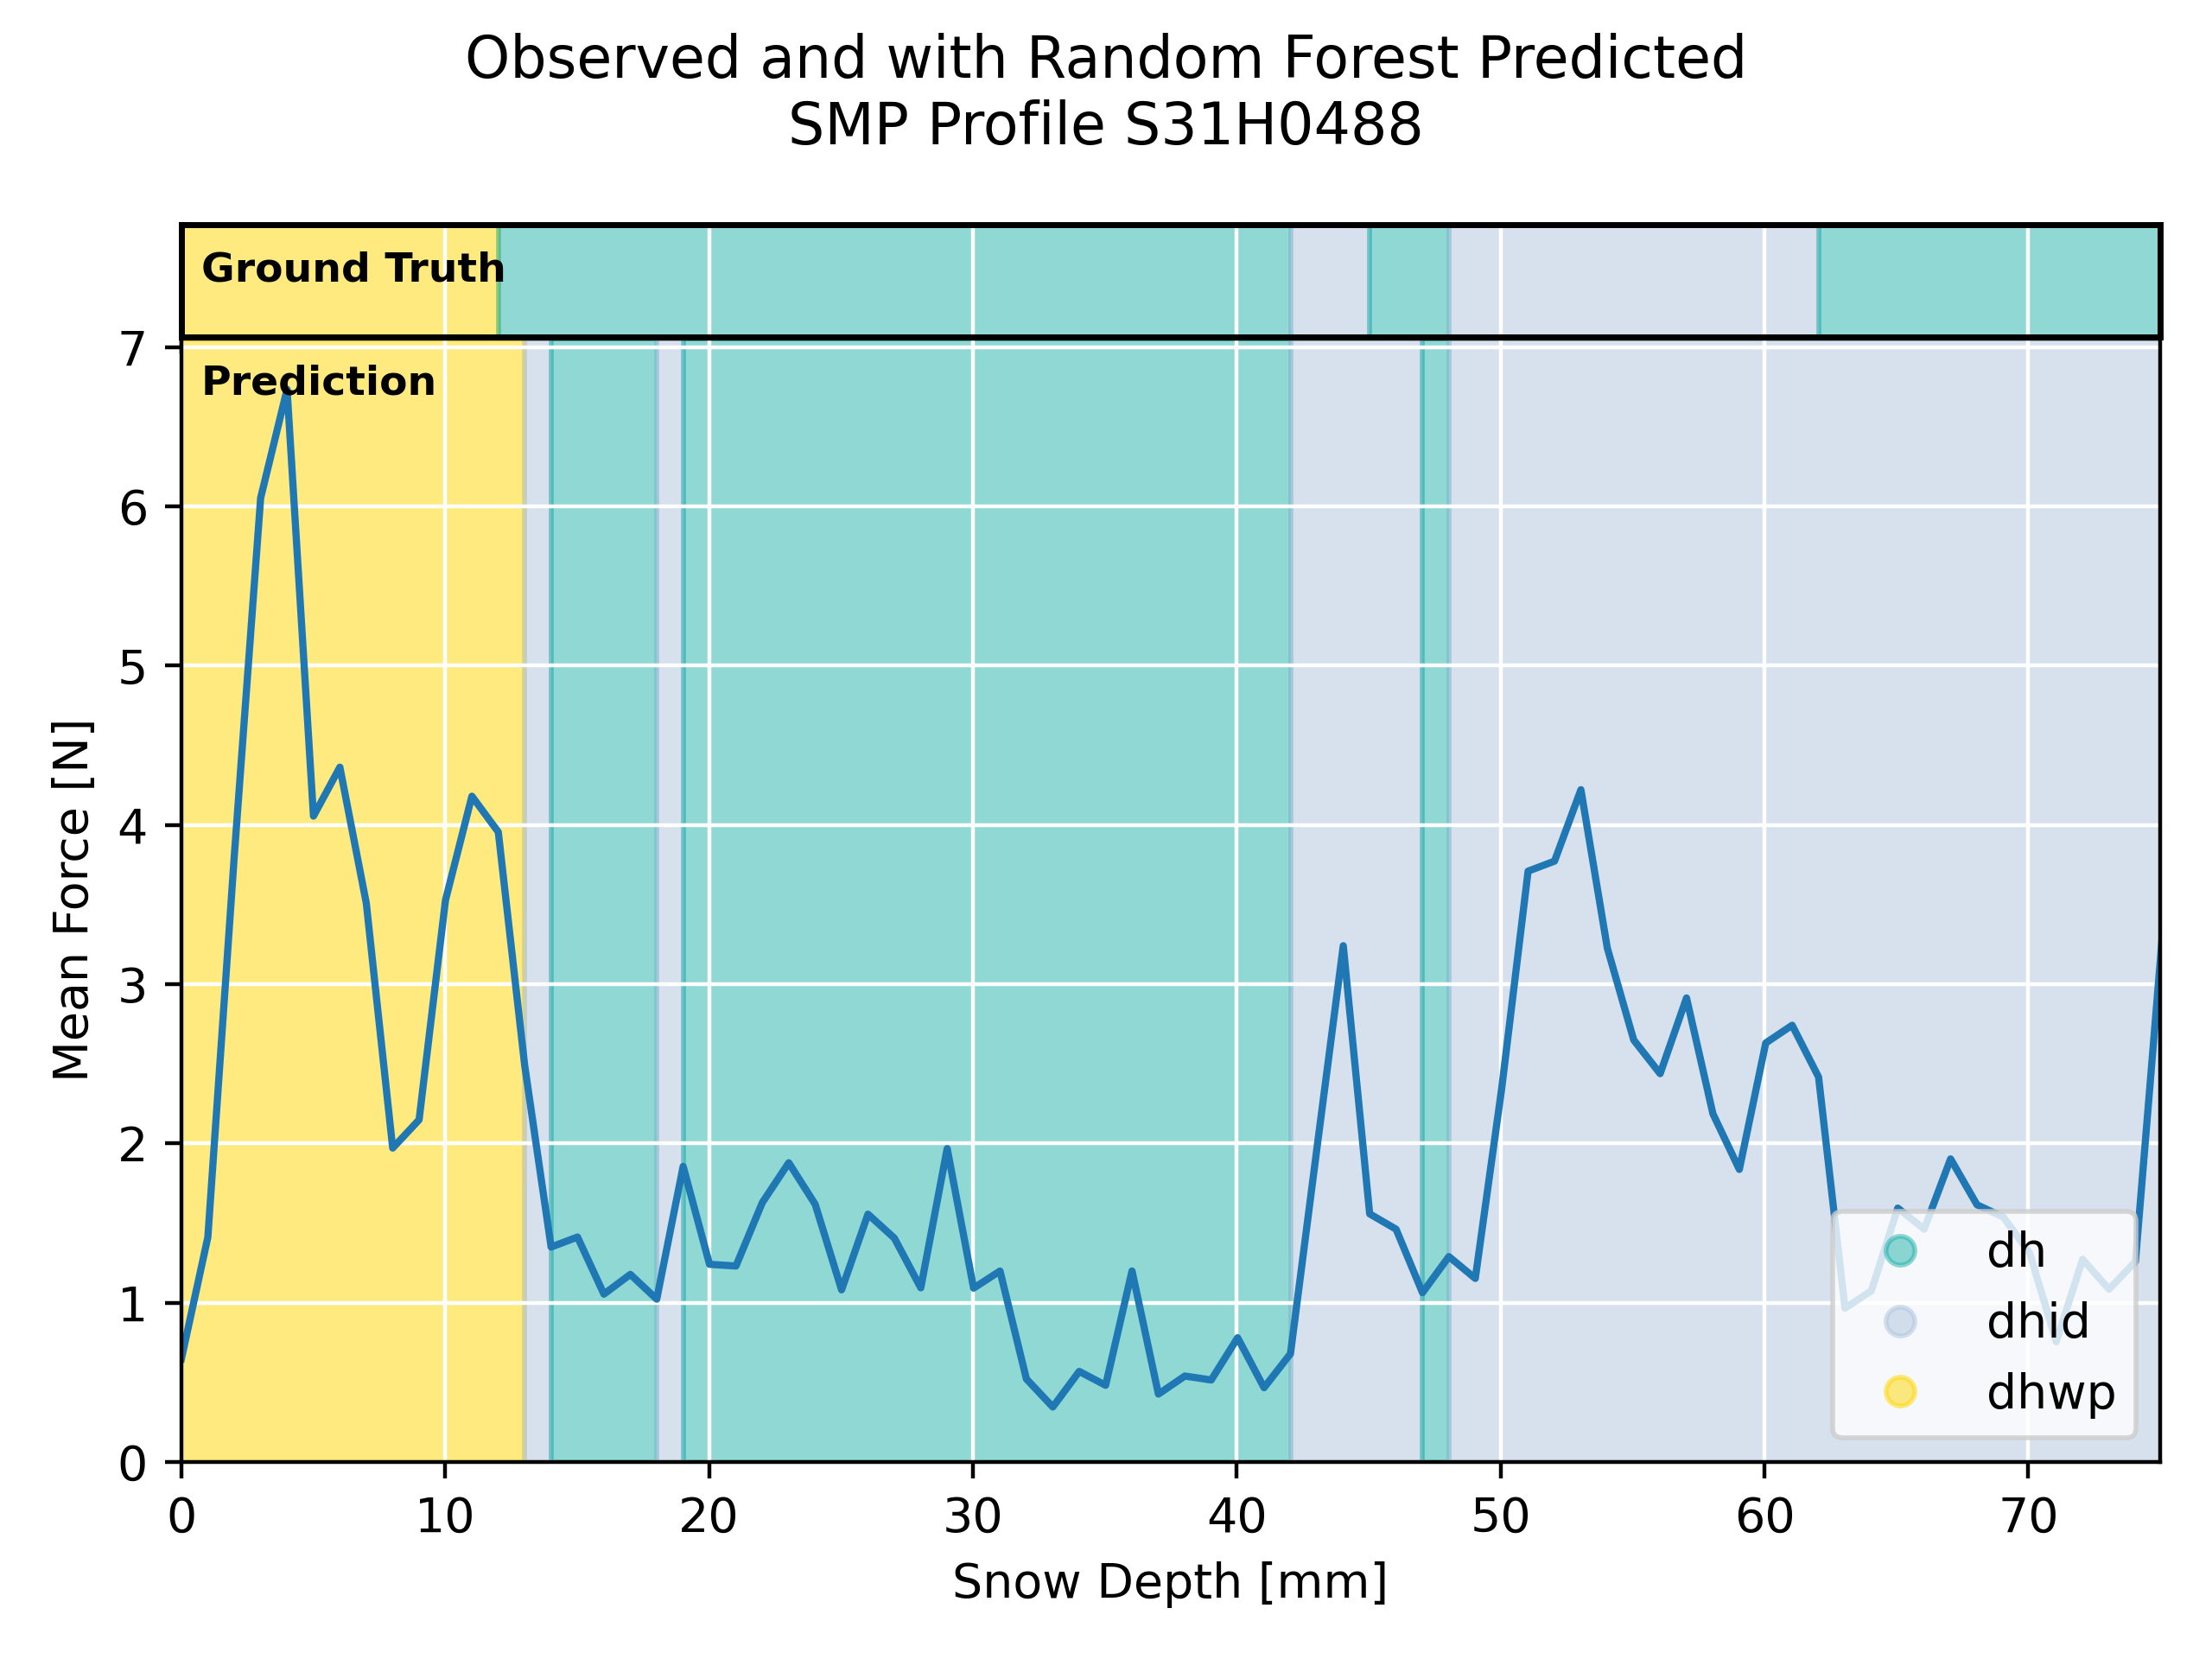 Observed and with Random Forest Predicted
SMP Profile S31H0488
Ground Truth
Prediction
7
6
5
4
3
2
1
0
Mean Force [N]
dh
dhid
dhwp
0 10 20 30 40 50 60 70
Snow Depth [mm]